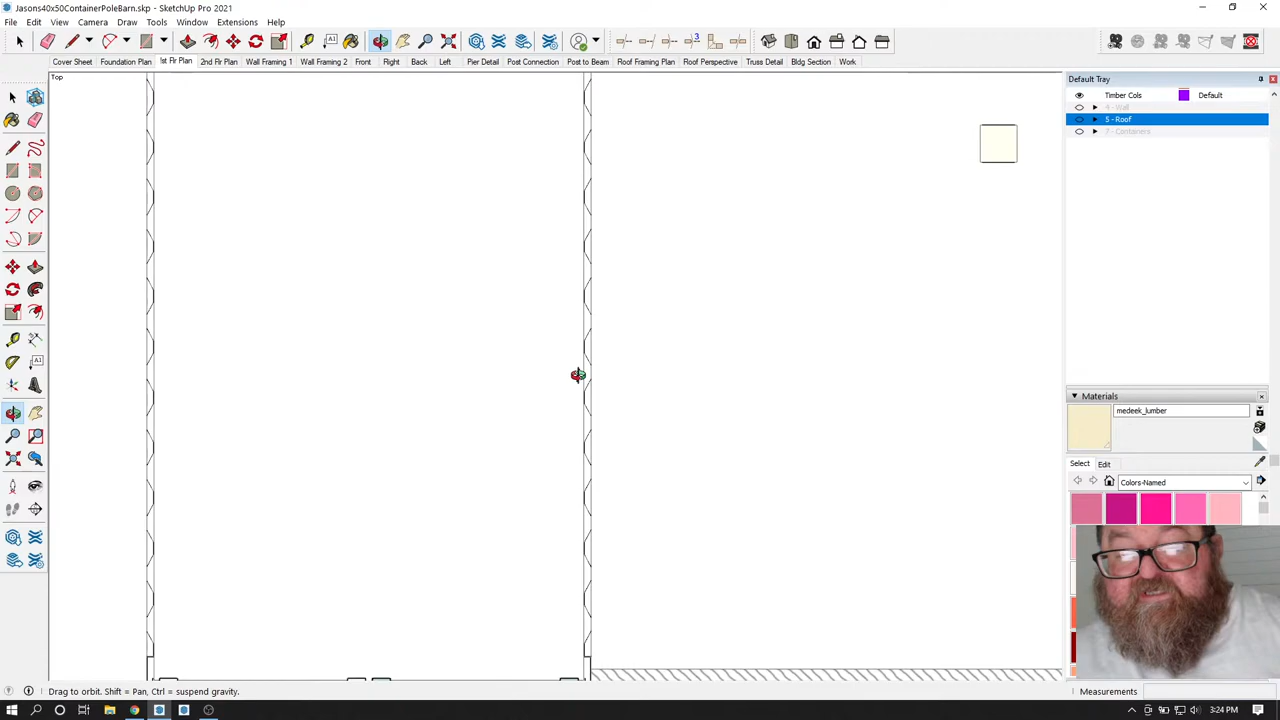 Jasons40x50ContainerPoleBarn.skp - SketchUp Pro 2021
File Edit View Camera Draw Tools Window Extensions Help
Cover Sheet Foundation Plan 1st Flr Plan 2nd Flr Plan Wall Framing 1 Wall Framing 2 Front Right Back Left Pier Detail Post Connection Post to Beam Roof Framing Plan Roof Perspective Truss Detail Bldg Section Work
Top
Default Tray
Timber Cols Default
4 - Wall
5 - Roof
7 - Containers
Materials
medeek_lumber
Select Edit
Colors-Named
Drag to orbit. Shift = Pan, Ctrl = suspend gravity.
Measurements
3:24 PM